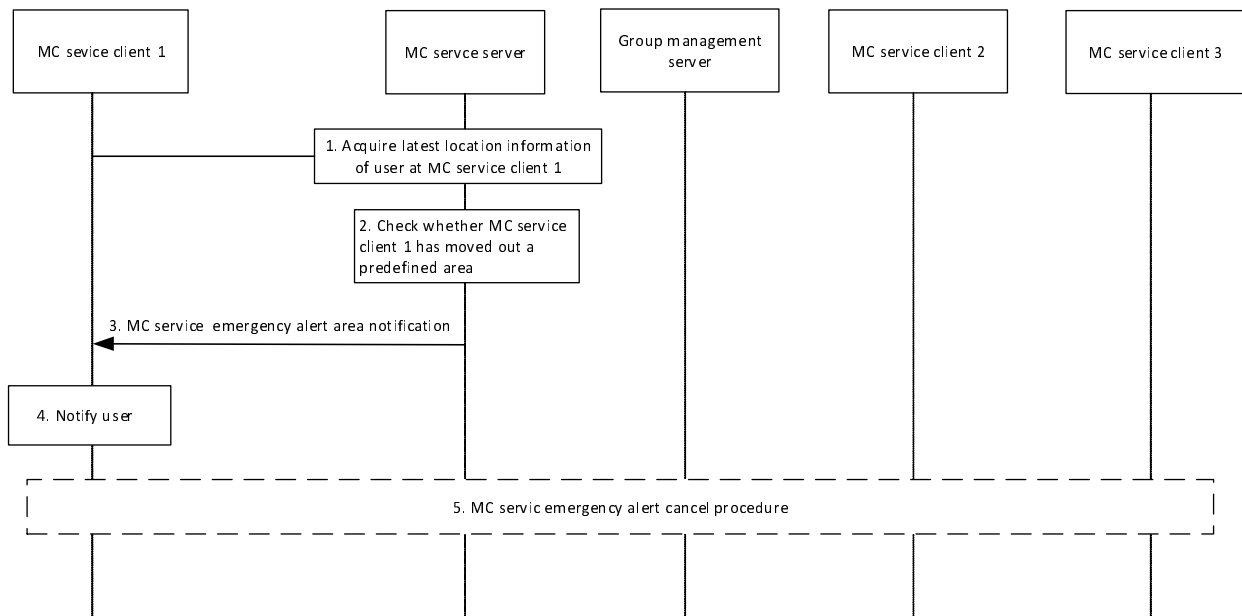 MC sevice client 1
MC servce server
Group management
server
MC service client 2
MC service client 3
1. Acquire latest location information
of user at MC service client 1
2. Check whether MC service
client 1 has moved out a
predefined area
3. MC service emergency alert area notification
4. Notify user
5. MC servic emergency alert cancel procedure